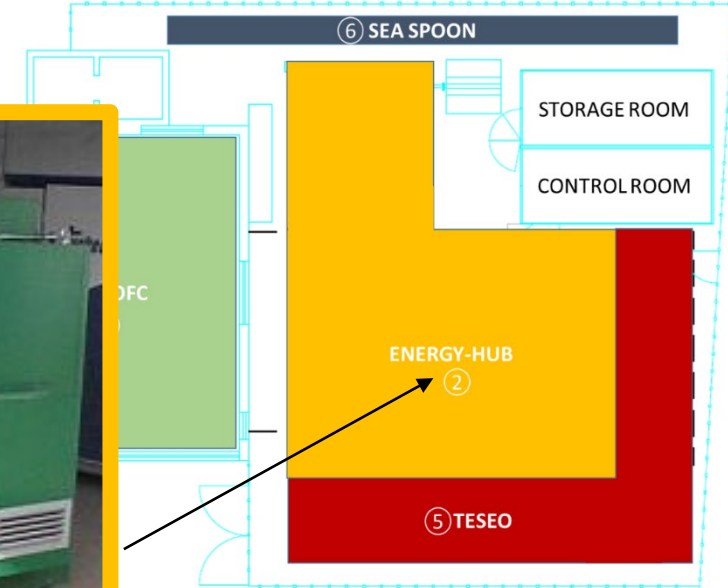 ⑥ SEA SPOON
STORAGE ROOM
CONTROL ROOM
ENERGY-HUB
②
⑤ TESEO